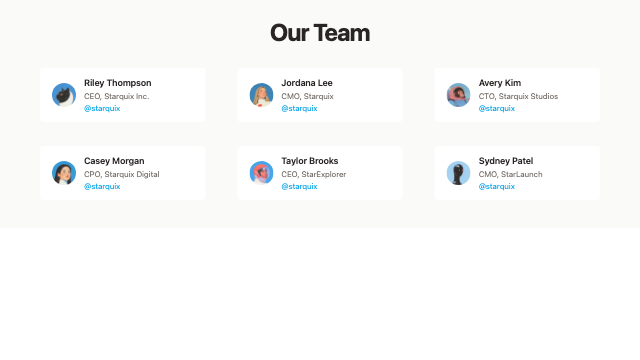 Our Team
Riley Thompson
CEO, Starquix Inc.
@starquix
Jordana Lee
CMO, Starquix
@starquix
Avery Kim
CTO, Starquix Studios
@starquix
Casey Morgan
CPO, Starquix Digital
@starquix
Taylor Brooks
CEO, StarExplorer
@starquix
Sydney Patel
CMO, StarLaunch
@starquix